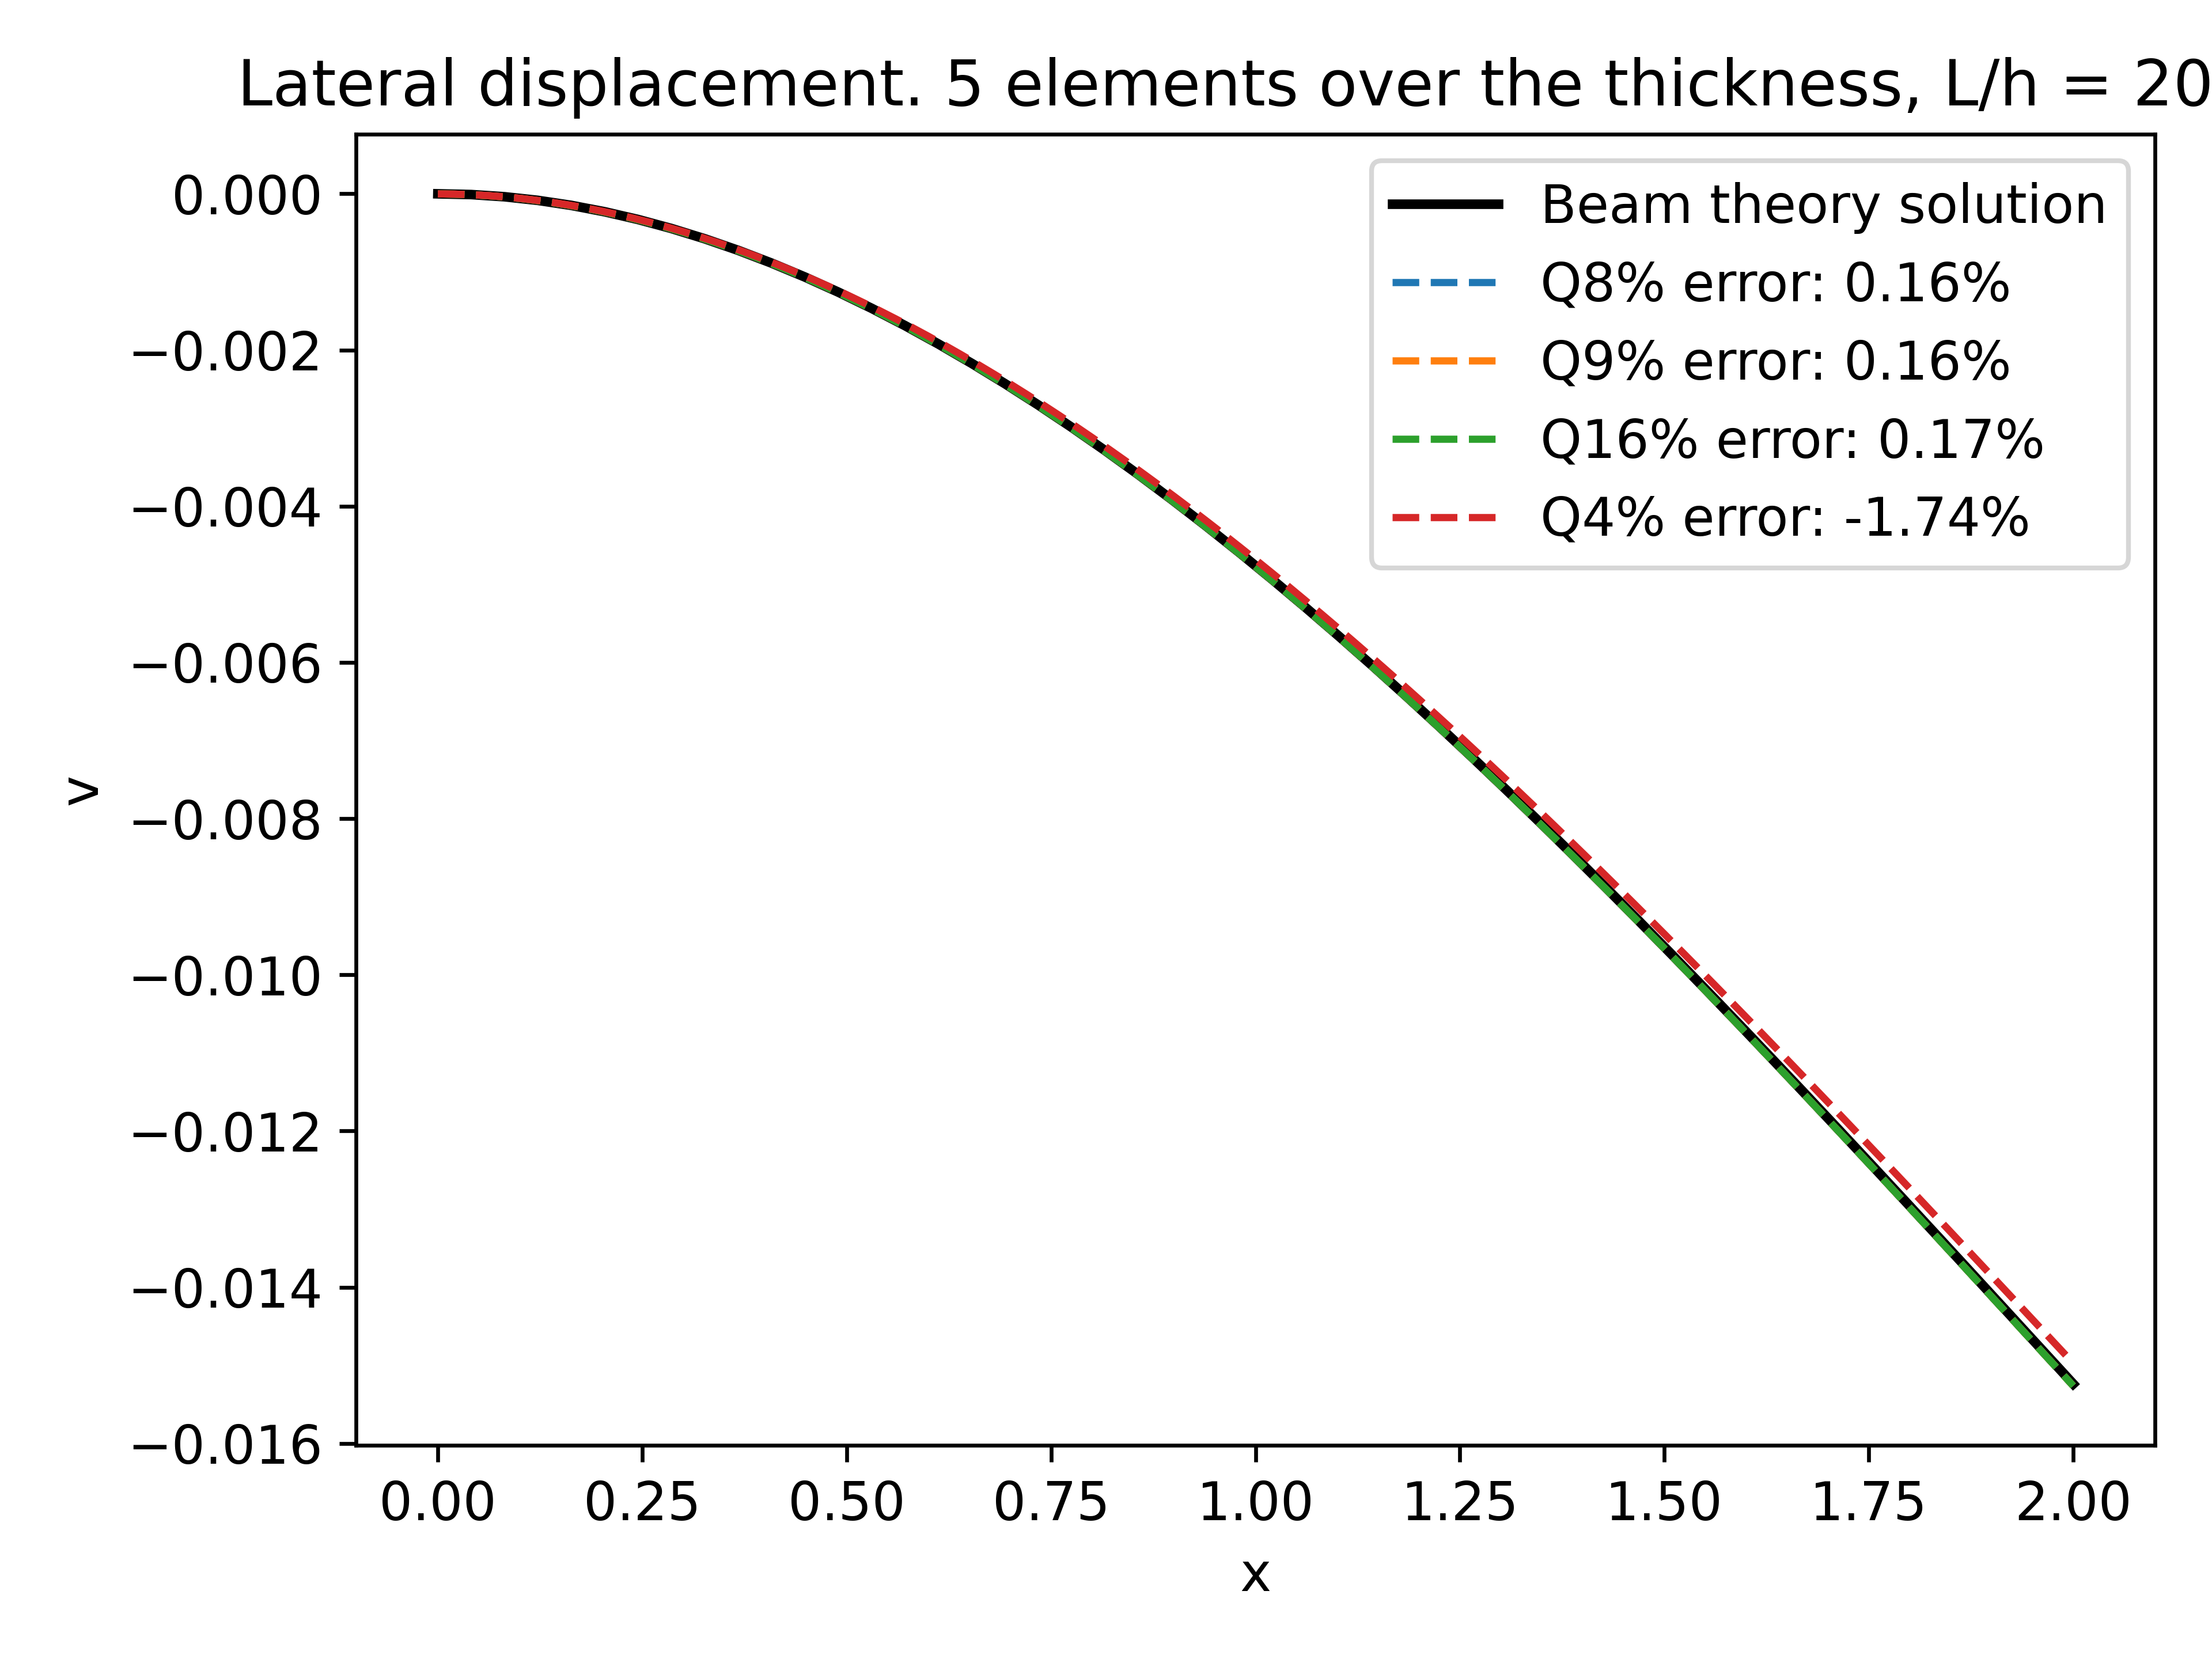 Lateral displacement. 5 elements over the thickness, L/h = 20
Beam theory solution
Q8% error: 0.16%
Q9% error: 0.16%
Q16% error: 0.17%
Q4% error: -1.74%
0.000
−0.002
−0.004
−0.006
−0.008
−0.010
−0.012
−0.014
−0.016
v
0.00 0.25 0.50 0.75 1.00 1.25 1.50 1.75 2.00
x